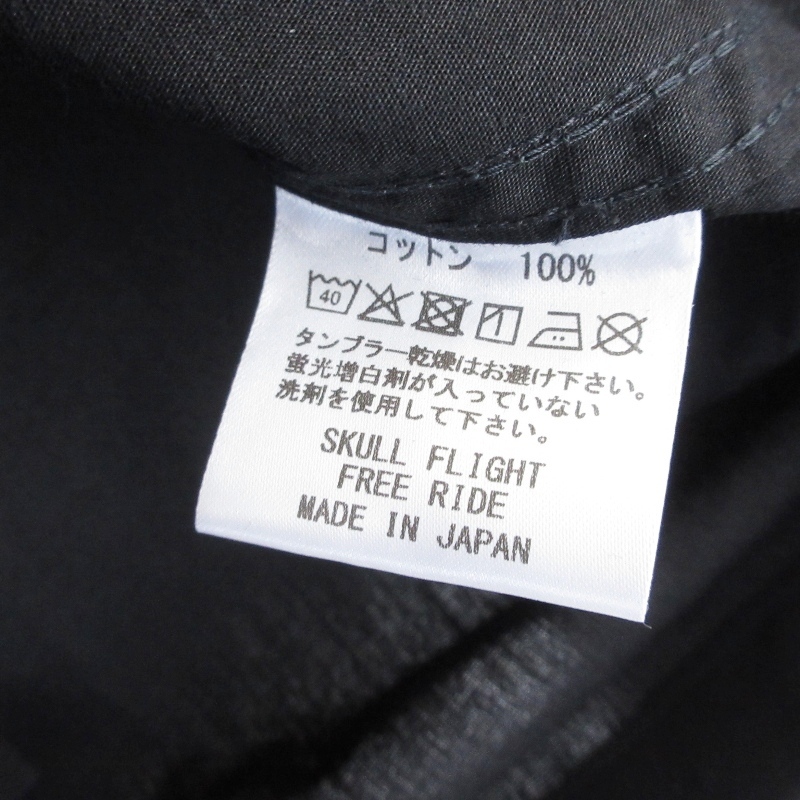 コットン 100%
40
タンブラー乾燥はお避け下さい。
蛍光増白剤が入っていない
洗剤を使用して下さい。
SKULL FLIGHT
FREE RIDE
MADE IN JAPAN